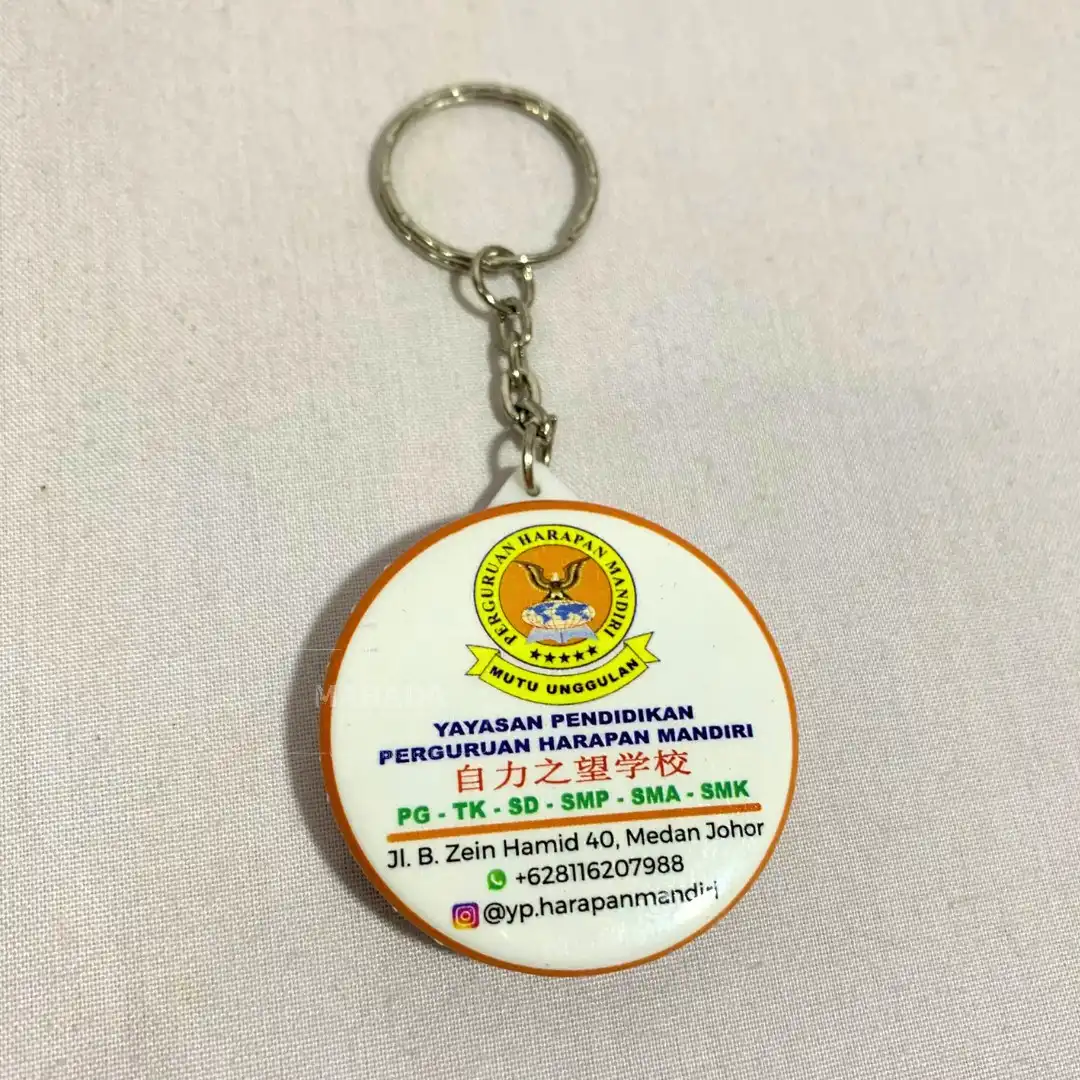 PERGURUAN HARAPAN MANDIRI
MUTU UNGGULAN
YAYASAN PENDIDIKAN
PERGURUAN HARAPAN MANDIRI
自力之望学校
PG - TK - SD - SMP - SMA - SMK
Jl. B. Zein Hamid 40, Medan Johor
+628116207988
@yp.harapanmandiri